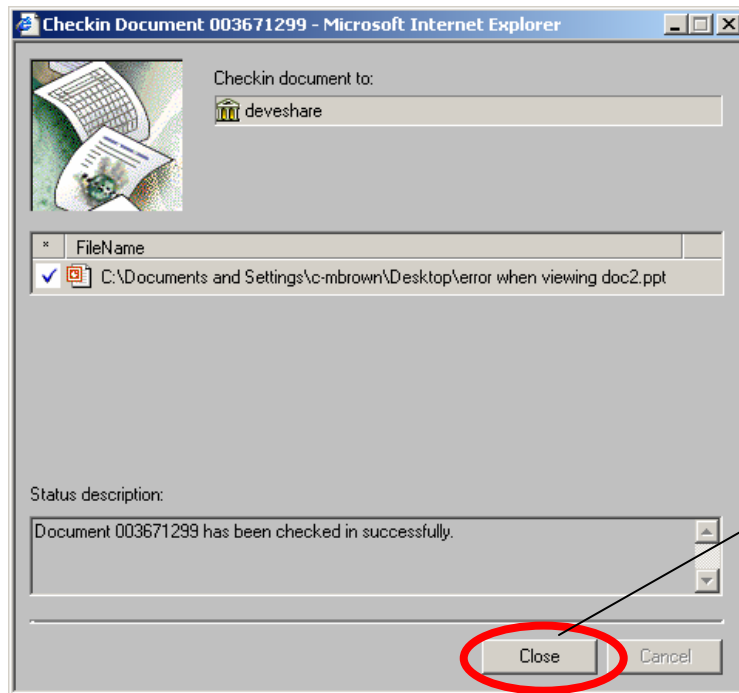 Checkin Document 003671299 - Microsoft Internet Explorer
Checkin document to:
deveshare
* FileName
C:\Documents and Settings\c-mbrown\Desktop\error when viewing doc2.ppt
Status description:
Document 003671299 has been checked in successfully.
Close Cancel